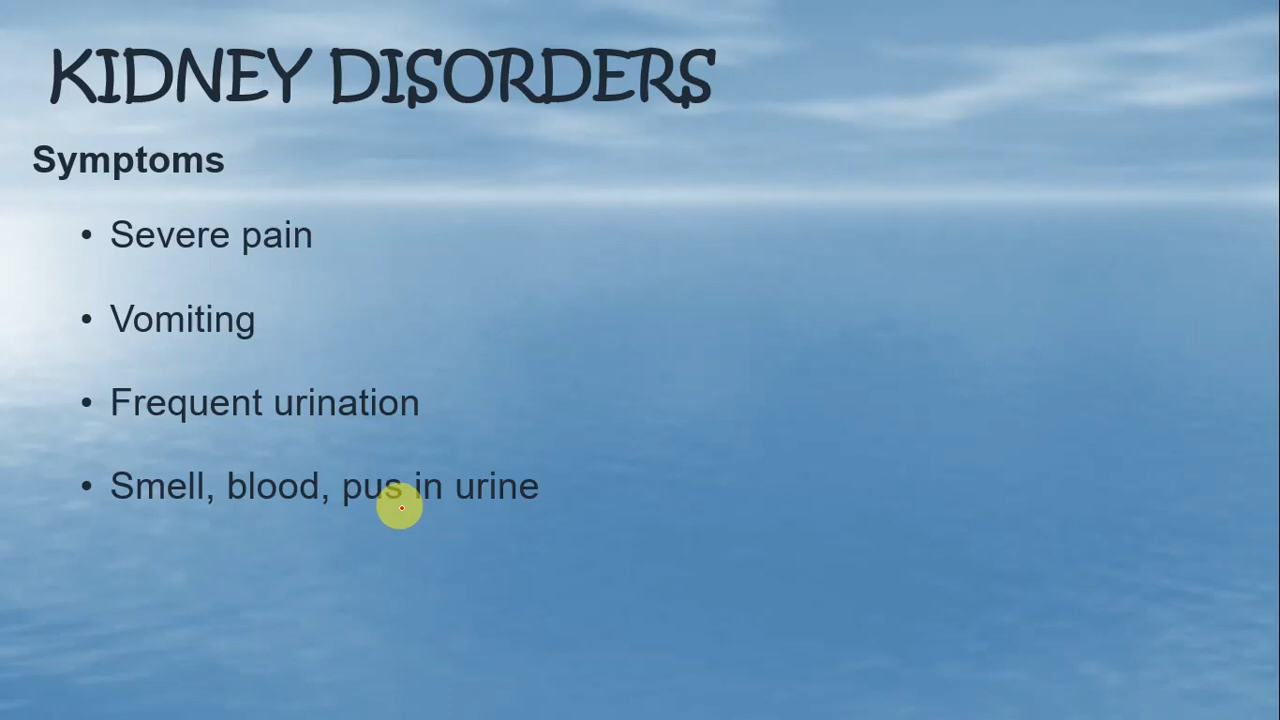 KIDNEY DISORDERS
Symptoms
• Severe pain
• Vomiting
• Frequent urination
• Smell, blood, pus in urine